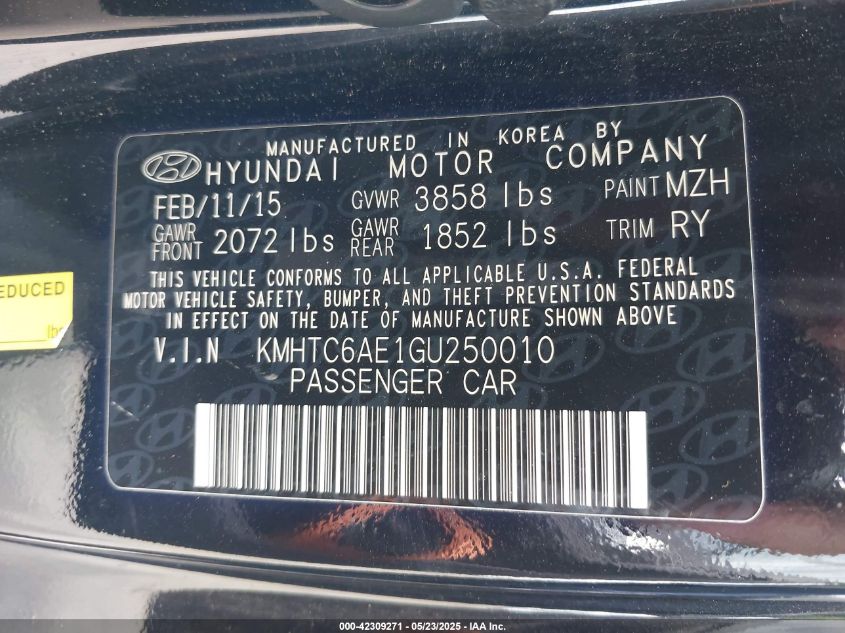 MANUFACTURED IN KOREA BY
HYUNDAI MOTOR COMPANY
FEB/11/15 GVWR 3858 lbs PAINT MZH
GAWR FRONT 2072 lbs GAWR REAR 1852 lbs TRIM RY
THIS VEHICLE CONFORMS TO ALL APPLICABLE U.S.A. FEDERAL
MOTOR VEHICLE SAFETY, BUMPER, AND THEFT PREVENTION STANDARDS
IN EFFECT ON THE DATE OF MANUFACTURE SHOWN ABOVE
V.I.N KMHTC6AE1GU250010
PASSENGER CAR
EDUCED
lbs
000-42309271 - 05/23/2025 - IAA Inc.